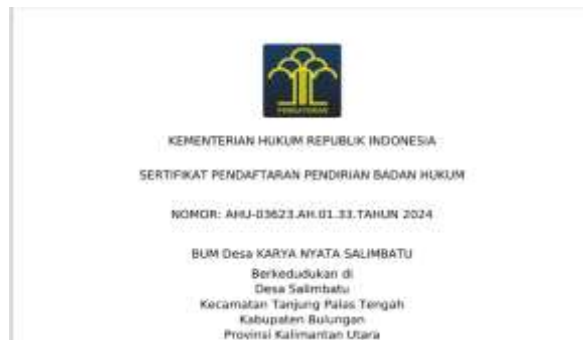 PENGAYOMAN
KEMENTERIAN HUKUM REPUBLIK INDONESIA
SERTIFIKAT PENDAFTARAN PENDIRIAN BADAN HUKUM
NOMOR: AHU-03623.AH.01.33.TAHUN 2024
BUM Desa KARYA NYATA SALIMBATU
Berkedudukan di
Desa Salimbatu
Kecamatan Tanjung Palas Tengah
Kabupaten Bulungan
Provinsi Kalimantan Utara